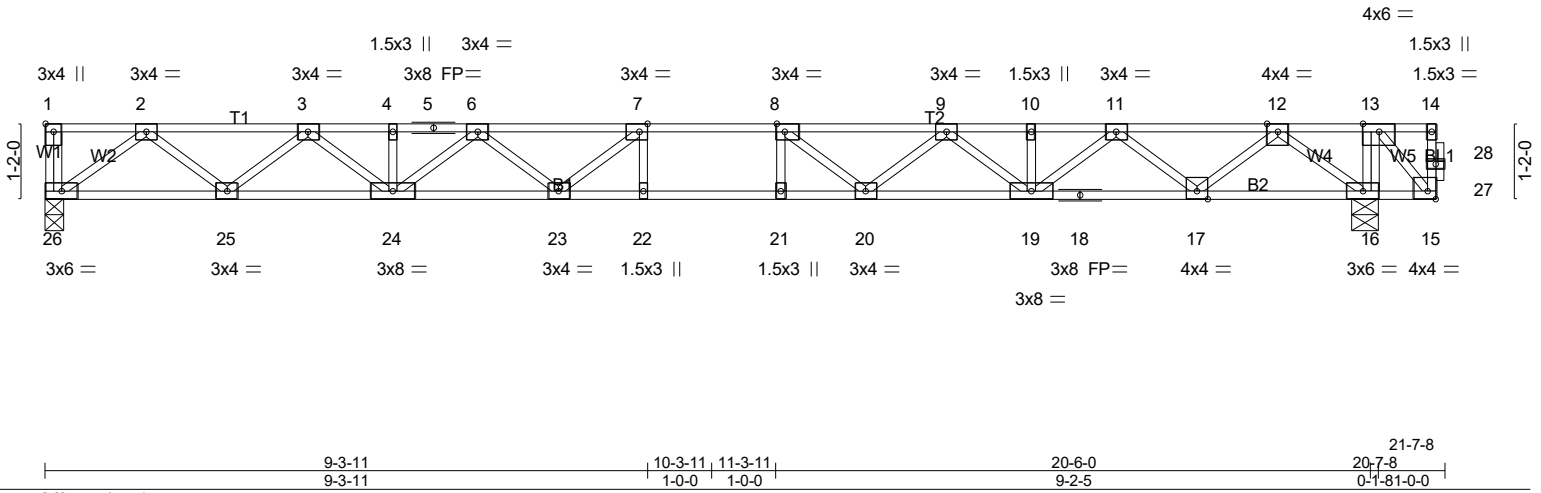 4x6 =
1.5x3 || 3x4 = 1.5x3 ||
3x4 || 3x4 = 3x4 = 3x8 FP= 3x4 = 3x4 = 3x4 = 1.5x3 || 3x4 = 4x4 = 1.5x3 =
1 2 3 4 5 6 7 8 9 10 11 12 13 14
T1 T2
1-2-0 W1 W2 W4 W5 BL1 28 1-2-0
B1 B2 27
26 25 24 23 22 21 20 19 18 17 16 15
3x6 = 3x4 = 3x8 = 3x4 = 1.5x3 || 1.5x3 || 3x4 = 3x8 FP= 4x4 = 3x6 = 4x4 =
3x8 =
21-7-8
9-3-11 10-3-11 11-3-11 20-6-0 20-7-8
9-3-11 1-0-0 1-0-0 9-2-5 0-1-8 1-0-0